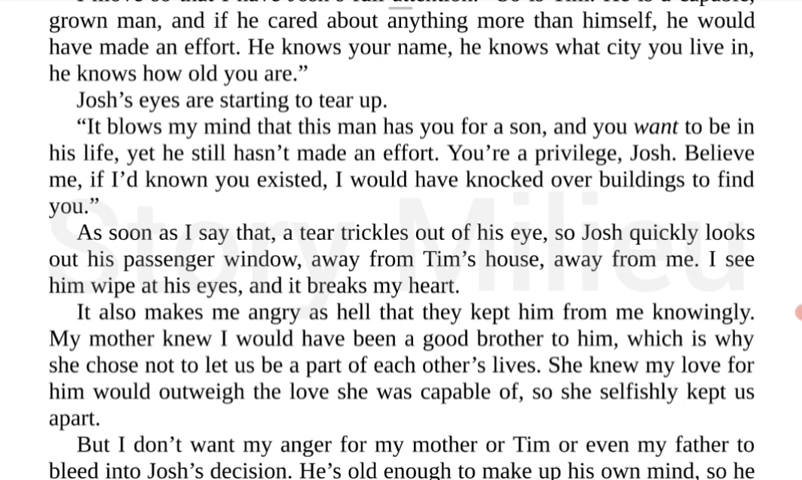 grown man, and if he cared about anything more than himself, he would
have made an effort. He knows your name, he knows what city you live in,
he knows how old you are.”
Josh’s eyes are starting to tear up.
“It blows my mind that this man has you for a son, and you want to be in
his life, yet he still hasn’t made an effort. You’re a privilege, Josh. Believe
me, if I’d known you existed, I would have knocked over buildings to find
you.”
As soon as I say that, a tear trickles out of his eye, so Josh quickly looks
out his passenger window, away from Tim’s house, away from me. I see
him wipe at his eyes, and it breaks my heart.
It also makes me angry as hell that they kept him from me knowingly.
My mother knew I would have been a good brother to him, which is why
she chose not to let us be a part of each other’s lives. She knew my love for
him would outweigh the love she was capable of, so she selfishly kept us
apart.
But I don’t want my anger for my mother or Tim or even my father to
bleed into Josh’s decision. He’s old enough to make up his own mind, so he
Story Milieu